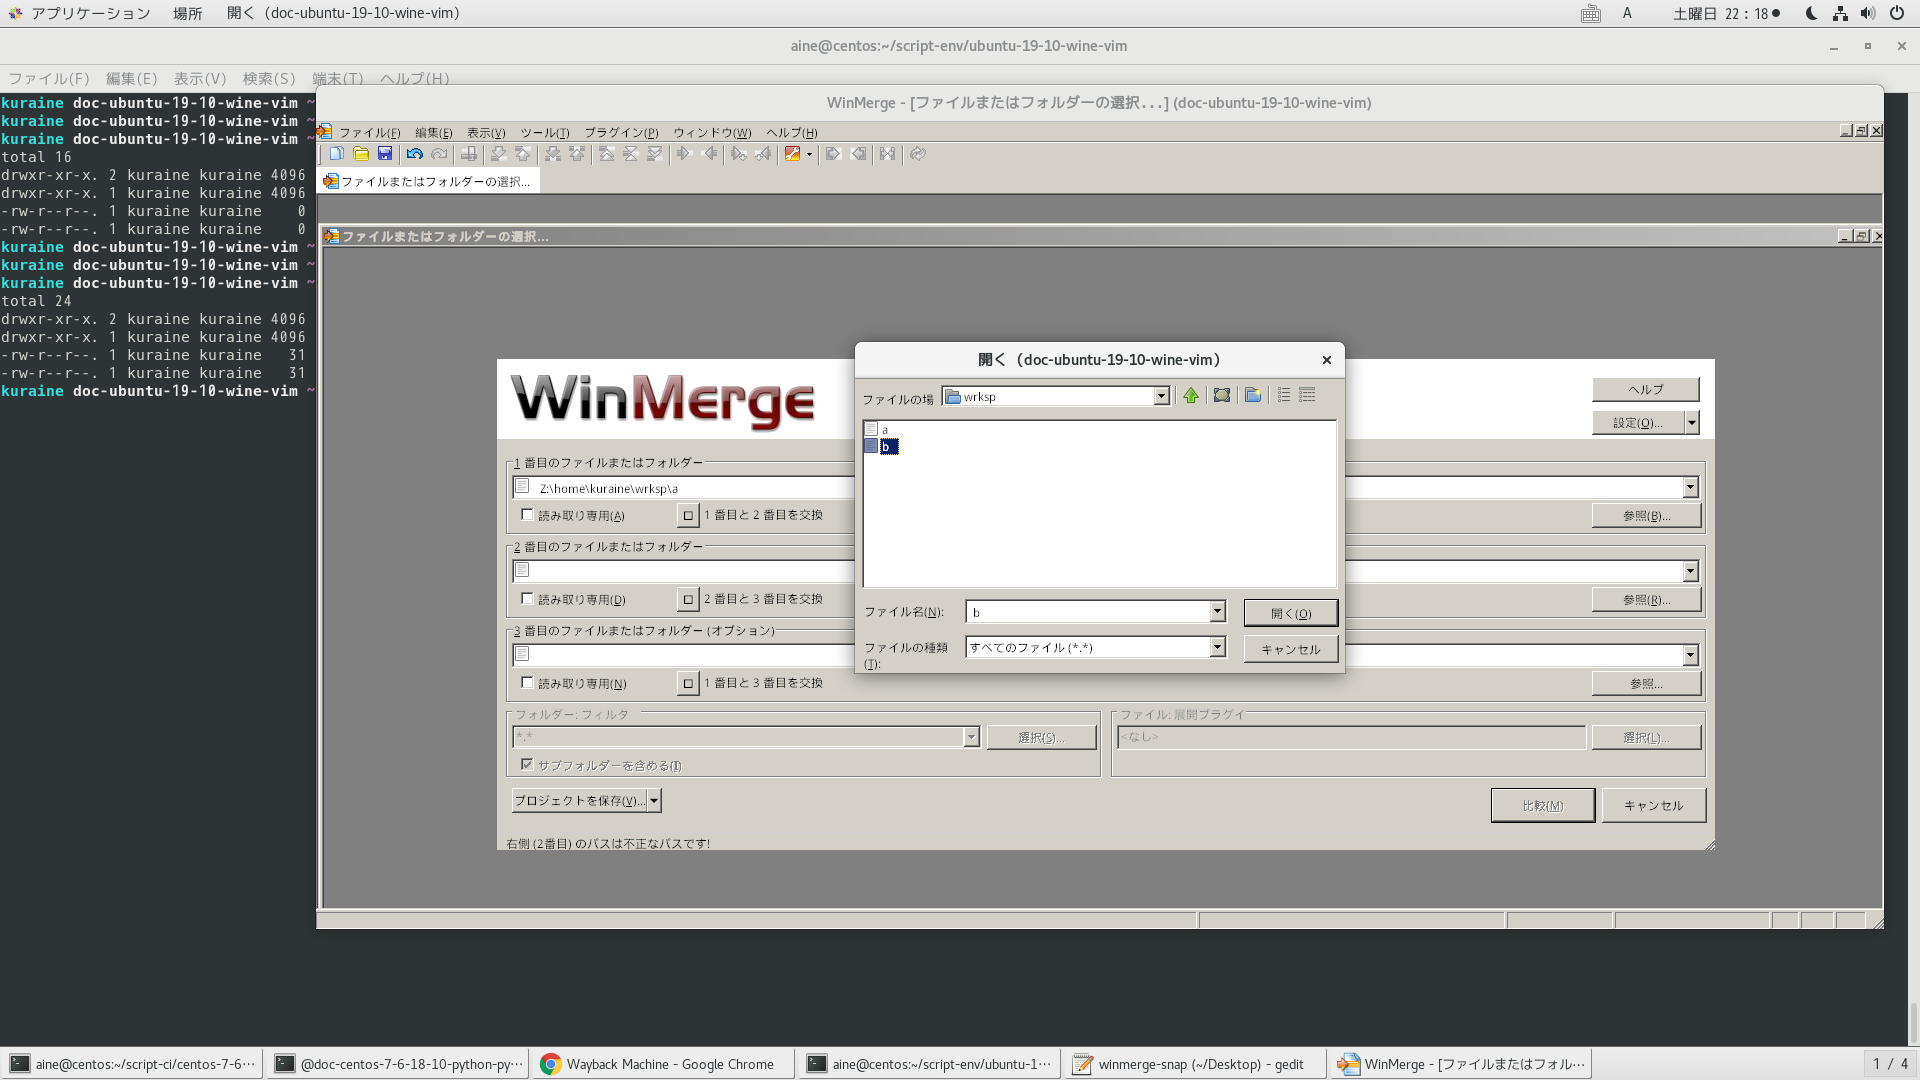 アプリケーション 場所 開く (doc-ubuntu-19-10-wine-vim) A 土曜日 22：18●
aine@centos:~/script-env/ubuntu-19-10-wine-vim
ファイル(F) 編集(E) 表示(V) 検索(S) 端末(T) ヘルプ(H)
kuraine doc-ubuntu-19-10-wine-vim ~
kuraine doc-ubuntu-19-10-wine-vim ~
kuraine doc-ubuntu-19-10-wine-vim ~
total 16
drwxr-xr-x. 2 kuraine kuraine 4096
drwxr-xr-x. 1 kuraine kuraine 4096
-rw-r--r--. 1 kuraine kuraine 0
-rw-r--r--. 1 kuraine kuraine 0
kuraine doc-ubuntu-19-10-wine-vim ~
kuraine doc-ubuntu-19-10-wine-vim ~
kuraine doc-ubuntu-19-10-wine-vim ~
total 24
drwxr-xr-x. 2 kuraine kuraine 4096
drwxr-xr-x. 1 kuraine kuraine 4096
-rw-r--r--. 1 kuraine kuraine 31
-rw-r--r--. 1 kuraine kuraine 31
kuraine doc-ubuntu-19-10-wine-vim ~
WinMerge - [ファイルまたはフォルダーの選択...] (doc-ubuntu-19-10-wine-vim)
ファイル(F) 編集(E) 表示(V) ツール(T) プラグイン(P) ウィンドウ(W) ヘルプ(H)
ファイルまたはフォルダーの選択...
ファイルまたはフォルダーの選択...
WinMerge
ヘルプ
設定(O)...
1 番目のファイルまたはフォルダー
Z:\home\kuraine\wrksp\a
読み取り専用(A) 1 番目と 2 番目を交換 参照(B)...
2 番目のファイルまたはフォルダー
読み取り専用(D) 2 番目と 3 番目を交換 参照(R)...
3 番目のファイルまたはフォルダー (オプション)
読み取り専用(N) 1 番目と 3 番目を交換 参照...
フォルダー: フィルタ ファイル: 展開プラグイ
*.* 選択(S)... <なし> 選択(L)...
サブフォルダーを含める(I)
プロジェクトを保存(V)... 比較(M) キャンセル
右側 (2番目) のパスは不正なパスです!
開く (doc-ubuntu-19-10-wine-vim)
ファイルの場 wrksp
a
b
ファイル名(N): b 開く(O)
ファイルの種類 すべてのファイル (*.*) キャンセル
(T):
aine@centos:~/script-ci/centos-7-6… @doc-centos-7-6-18-10-python-py… Wayback Machine - Google Chrome aine@centos:~/script-env/ubuntu-1… winmerge-snap (~/Desktop) - gedit WinMerge - [ファイルまたはフォル… 1 / 4